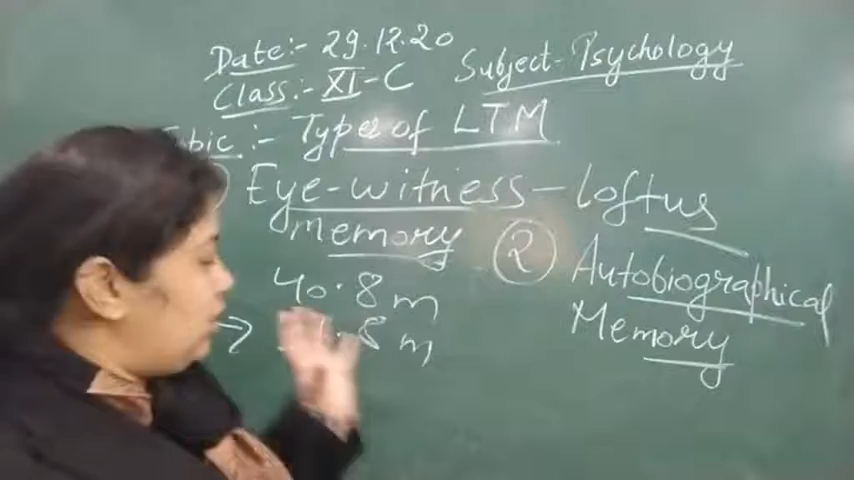 Date:- 29.12.20
Subject- Psychology
Class:- XI-C
:- Types of LTM
Eye-witness - loftus
memory
② Autobiographical
Memory
40.8 m
→ .8 m